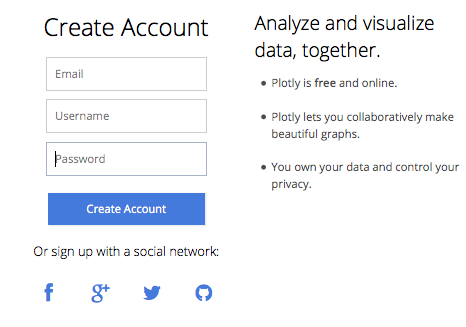 Create Account
Email
Username
Password
Create Account
Or sign up with a social network:
Analyze and visualize
data, together.
Plotly is free and online.
Plotly lets you collaboratively make
beautiful graphs.
You own your data and control your
privacy.